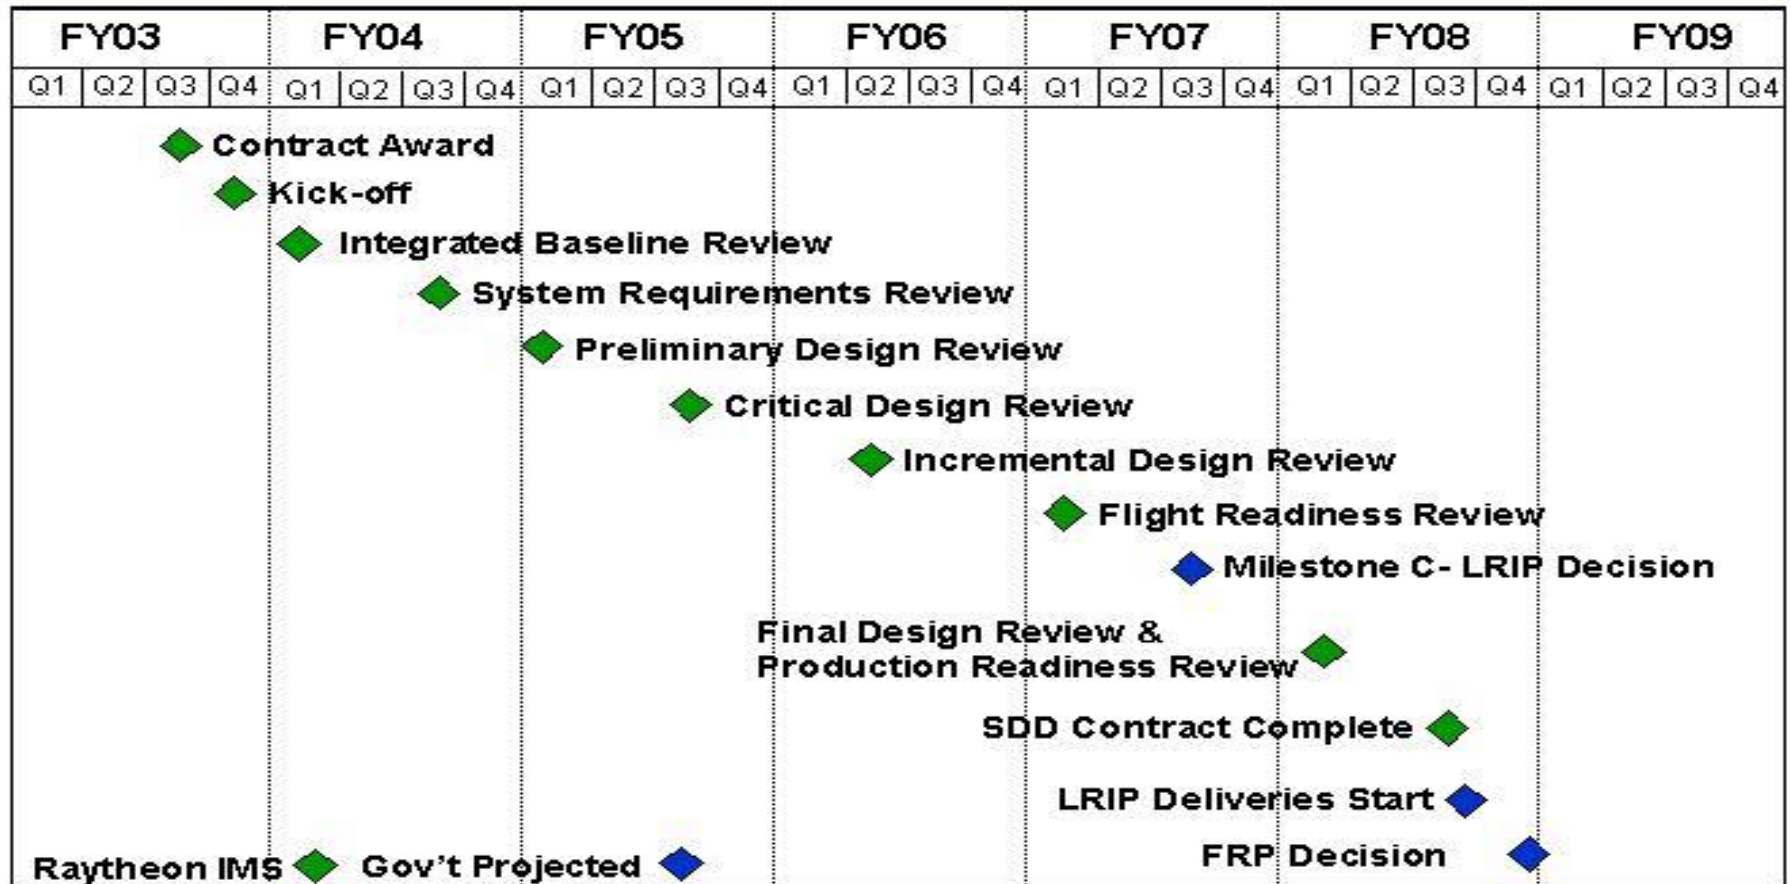 FY03 FY04 FY05 FY06 FY07 FY08 FY09
Q1 Q2 Q3 Q4 Q1 Q2 Q3 Q4 Q1 Q2 Q3 Q4 Q1 Q2 Q3 Q4 Q1 Q2 Q3 Q4 Q1 Q2 Q3 Q4 Q1 Q2 Q3 Q4
Contract Award
Kick-off
Integrated Baseline Review
System Requirements Review
Preliminary Design Review
Critical Design Review
Incremental Design Review
Flight Readiness Review
Milestone C- LRIP Decision
Final Design Review &
Production Readiness Review
SDD Contract Complete
LRIP Deliveries Start
FRP Decision
Raytheon IMS Gov't Projected